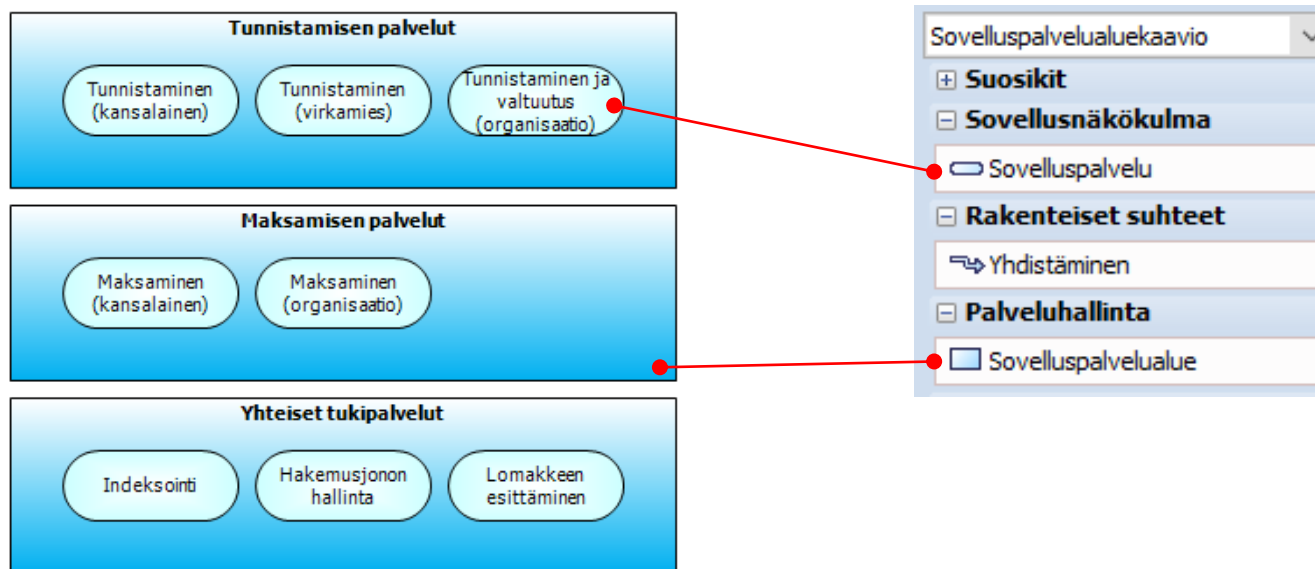 Tunnistamisen palvelut
Tunnistaminen
(kansalainen)
Tunnistaminen
(virkamies)
Tunnistaminen ja
valtuutus
(organisaatio)
Maksamisen palvelut
Maksaminen
(kansalainen)
Maksaminen
(organisaatio)
Yhteiset tukipalvelut
Indeksointi
Hakemusjonon
hallinta
Lomakkeen
esittäminen
Sovelluspalvelualuekaavio
Suosikit
Sovellusnäkökulma
Sovelluspalvelu
Rakenteiset suhteet
Yhdistäminen
Palveluhallinta
Sovelluspalvelualue